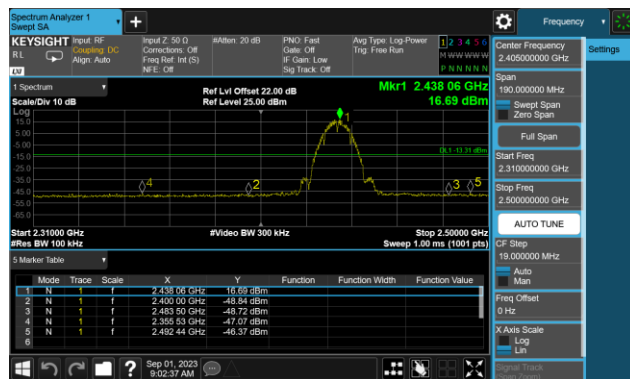 Spectrum Analyzer 1
Swept SA
+
Frequency
KEYSIGHT
R L
LXI
Input: RF
Coupling: DC
Align: Auto
Input Z: 50 Ω
Corrections: Off
Freq Ref: Int (S)
NFE: Off
#Atten: 20 dB
PNO: Fast
Gate: Off
IF Gain: Low
Sig Track: Off
Avg Type: Log-Power
Trig: Free Run
1 2 3 4 5 6
M W W W W W
P N N N N N
1 Spectrum
Scale/Div 10 dB
Log
Ref Lvl Offset 22.00 dB
Ref Level 25.00 dBm
Mkr1 2.438 06 GHz
16.69 dBm
15.0
5.00
-5.00
-15.0
-25.0
-35.0
-45.0
-55.0
-65.0
1
DL1 -13.31 dBm
4
2
3
5
Start 2.31000 GHz
#Res BW 100 kHz
#Video BW 300 kHz
Stop 2.50000 GHz
Sweep 1.00 ms (1001 pts)
5 Marker Table
Mode Trace Scale X Y Function Function Width Function Value
1 N 1 f 2.438 06 GHz 16.69 dBm
2 N 1 f 2.400 00 GHz -48.84 dBm
3 N 1 f 2.483 50 GHz -48.72 dBm
4 N 1 f 2.355 53 GHz -47.07 dBm
5 N 1 f 2.492 44 GHz -46.37 dBm
6
?
Sep 01, 2023
9:02:37 AM
Center Frequency
2.405000000 GHz
Settings
Span
190.000000 MHz
Swept Span
Zero Span
Full Span
Start Freq
2.310000000 GHz
Stop Freq
2.500000000 GHz
AUTO TUNE
CF Step
19.000000 MHz
Auto
Man
Freq Offset
0 Hz
X Axis Scale
Log
Lin
Signal Track
(Span Zoom)